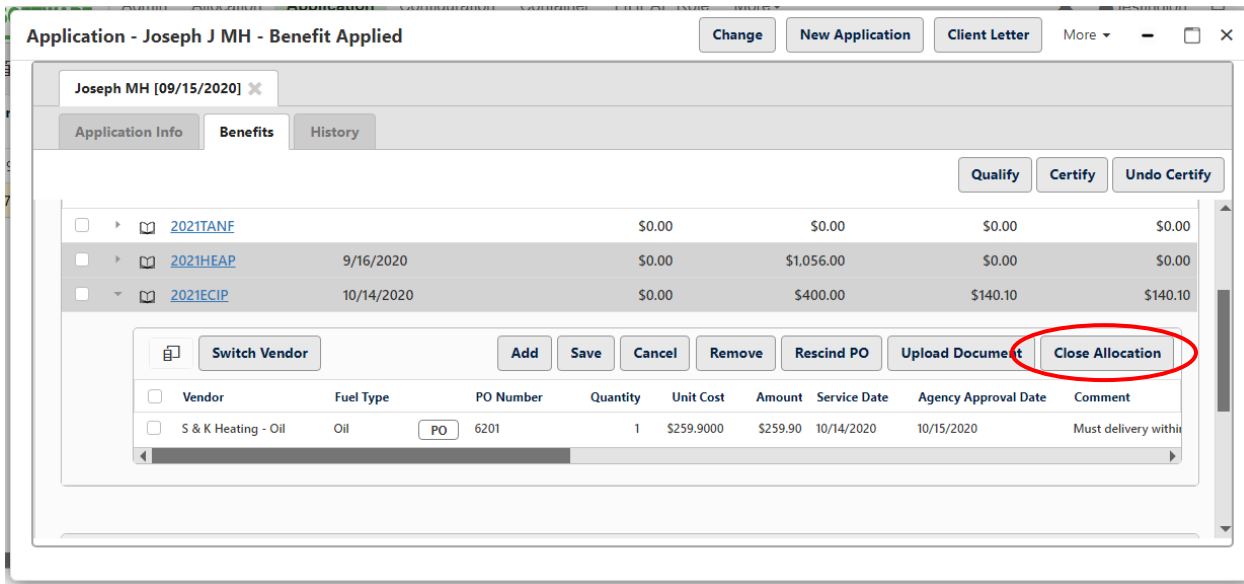 Application - Joseph J MH - Benefit Applied Change New Application Client Letter More
Joseph MH [09/15/2020]
Application Info Benefits History
Qualify Certify Undo Certify
2021TANF $0.00 $0.00 $0.00 $0.00
2021HEAP 9/16/2020 $0.00 $1,056.00 $0.00 $0.00
2021ECIP 10/14/2020 $0.00 $400.00 $140.10 $140.10
Switch Vendor Add Save Cancel Remove Rescind PO Upload Document Close Allocation
Vendor Fuel Type PO Number Quantity Unit Cost Amount Service Date Agency Approval Date Comment
S & K Heating - Oil Oil PO 6201 1 $259.9000 $259.90 10/14/2020 10/15/2020 Must delivery within